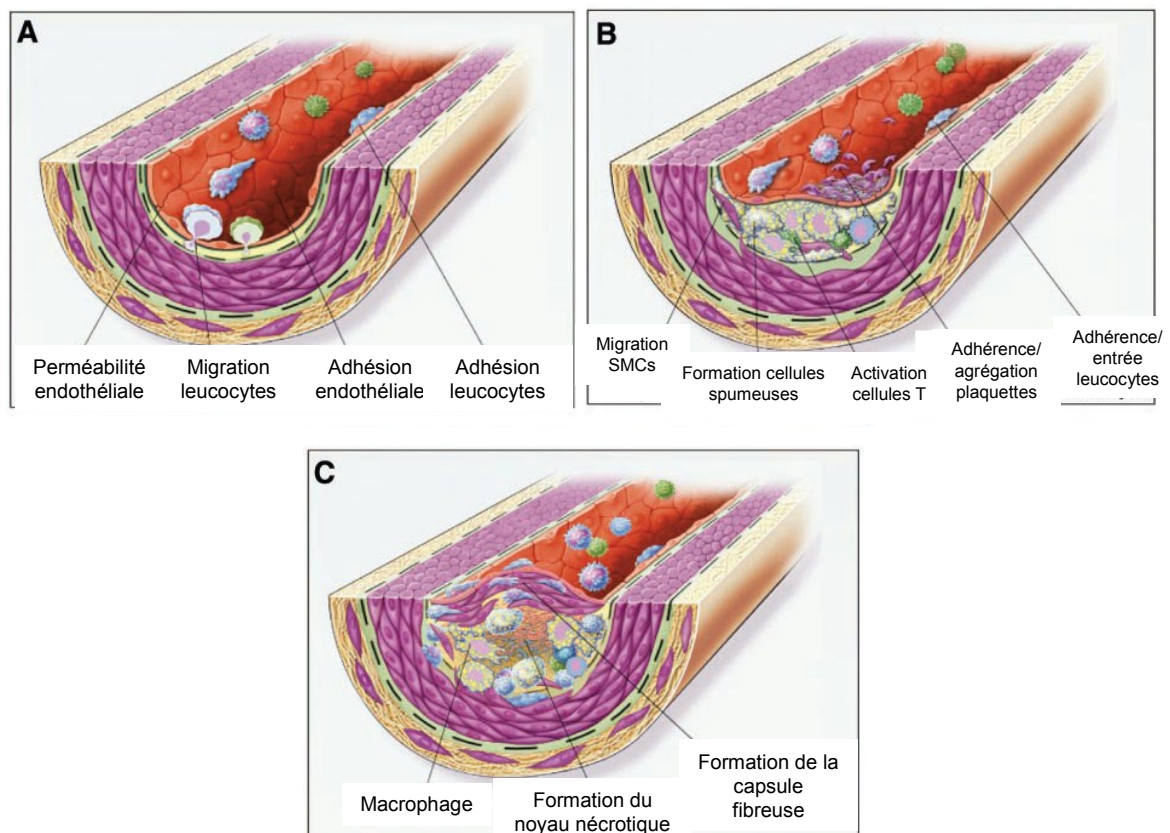 A
Perméabilité
endothéliale
Migration
leucocytes
Adhésion
endothéliale
Adhésion
leucocytes
B
Migration
SMCs
Formation cellules
spumeuses
Activation
cellules T
Adhérence/
agrégation
plaquettes
Adhérence/
entrée
leucocytes
C
Macrophage
Formation du
noyau nécrotique
Formation de la
capsule
fibreuse